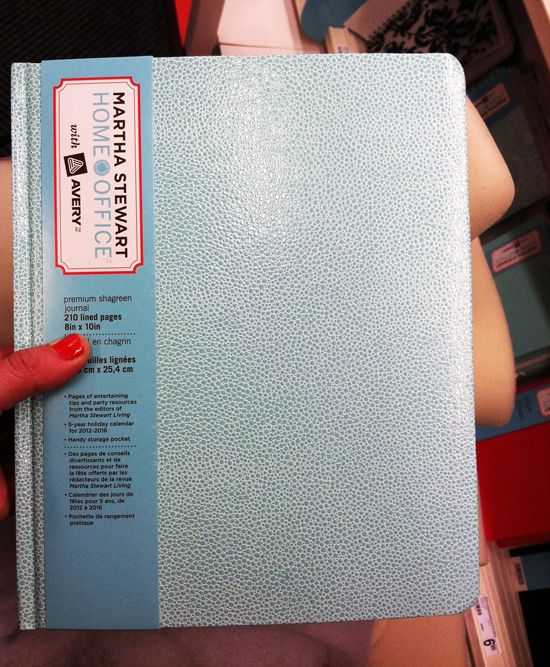 MARTHA STEWART
HOME OFFICE™
with AVERY
premium shagreen
journal
210 lined pages
8in x 10in
en chagrin
lignées
cm x 25,4 cm
• Pages of entertaining
tips and party resources
from the editors of
Martha Stewart Living
• 5-year holiday calendar
for 2012-2016
• Handy storage pocket
• Des pages de conseils
divertissants et de
ressources pour faire
la fête offerts par les
rédacteurs de la revue
Martha Stewart Living
• Calendrier des jours de
fêtes pour 5 ans, de
2012 à 2016
• Pochette de rangement
pratique